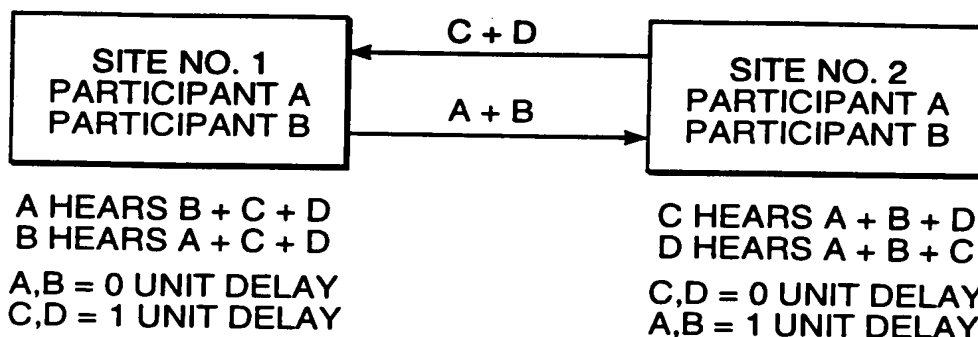 C + D
SITE NO. 1
PARTICIPANT A
PARTICIPANT B
A + B
SITE NO. 2
PARTICIPANT A
PARTICIPANT B
A HEARS B + C + D
B HEARS A + C + D
A,B = 0 UNIT DELAY
C,D = 1 UNIT DELAY
C HEARS A + B + D
D HEARS A + B + C
C,D = 0 UNIT DELAY
A,B = 1 UNIT DELAY